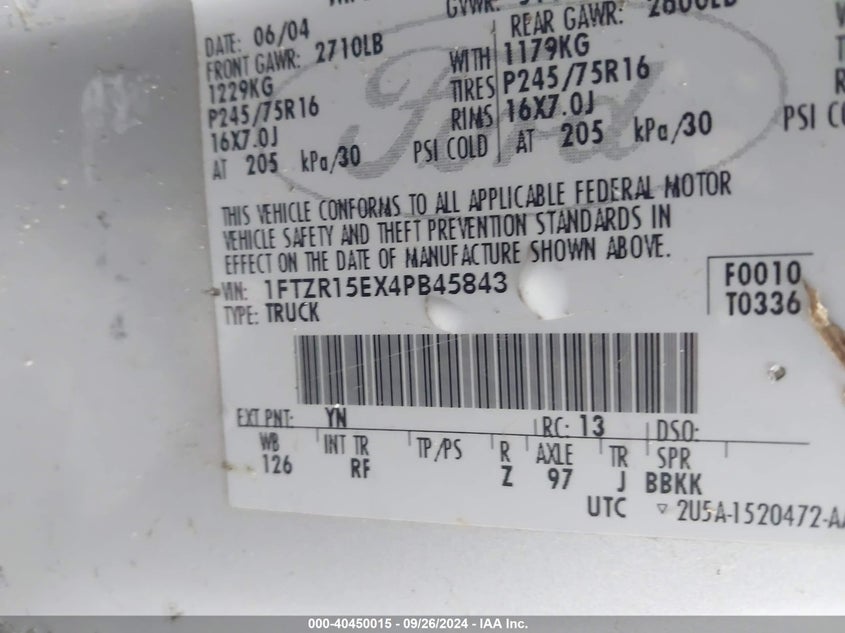 GVWR:
DATE: 06/04 REAR GAWR: 2600LB
FRONT GAWR: 2710LB WITH 1179KG
1229KG TIRES P245/75R16
P245/75R16 RIMS 16X7.0J
16X7.0J PSI COLD AT 205 kPa/30 PSI C
AT 205 kPa/30
Ford
THIS VEHICLE CONFORMS TO ALL APPLICABLE FEDERAL MOTOR
VEHICLE SAFETY AND THEFT PREVENTION STANDARDS IN
EFFECT ON THE DATE OF MANUFACTURE SHOWN ABOVE.
VIN: 1FTZR15EX4PB45843 F0010
TYPE: TRUCK T0336
EXT PNT: YN RC: 13 DSO:
WB INT TR TP/PS R AXLE TR SPR
126 RF Z 97 J BBKK
UTC ▽ 2U5A-1520472-A
000-40450015 - 09/26/2024 - IAA Inc.